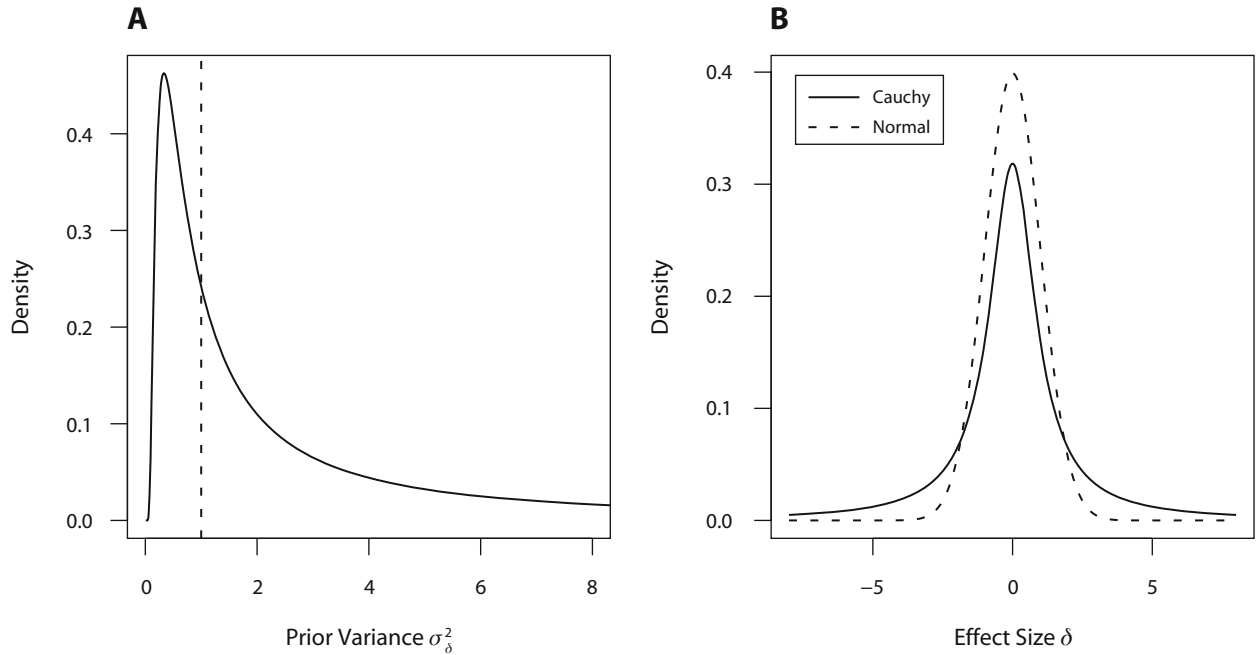 A
Density
0.4
0.3
0.2
0.1
0.0
0 2 4 6 8
Prior Variance σ²δ
B
Density
0.4
0.3
0.2
0.1
0.0
Cauchy
Normal
−5 0 5
Effect Size δ